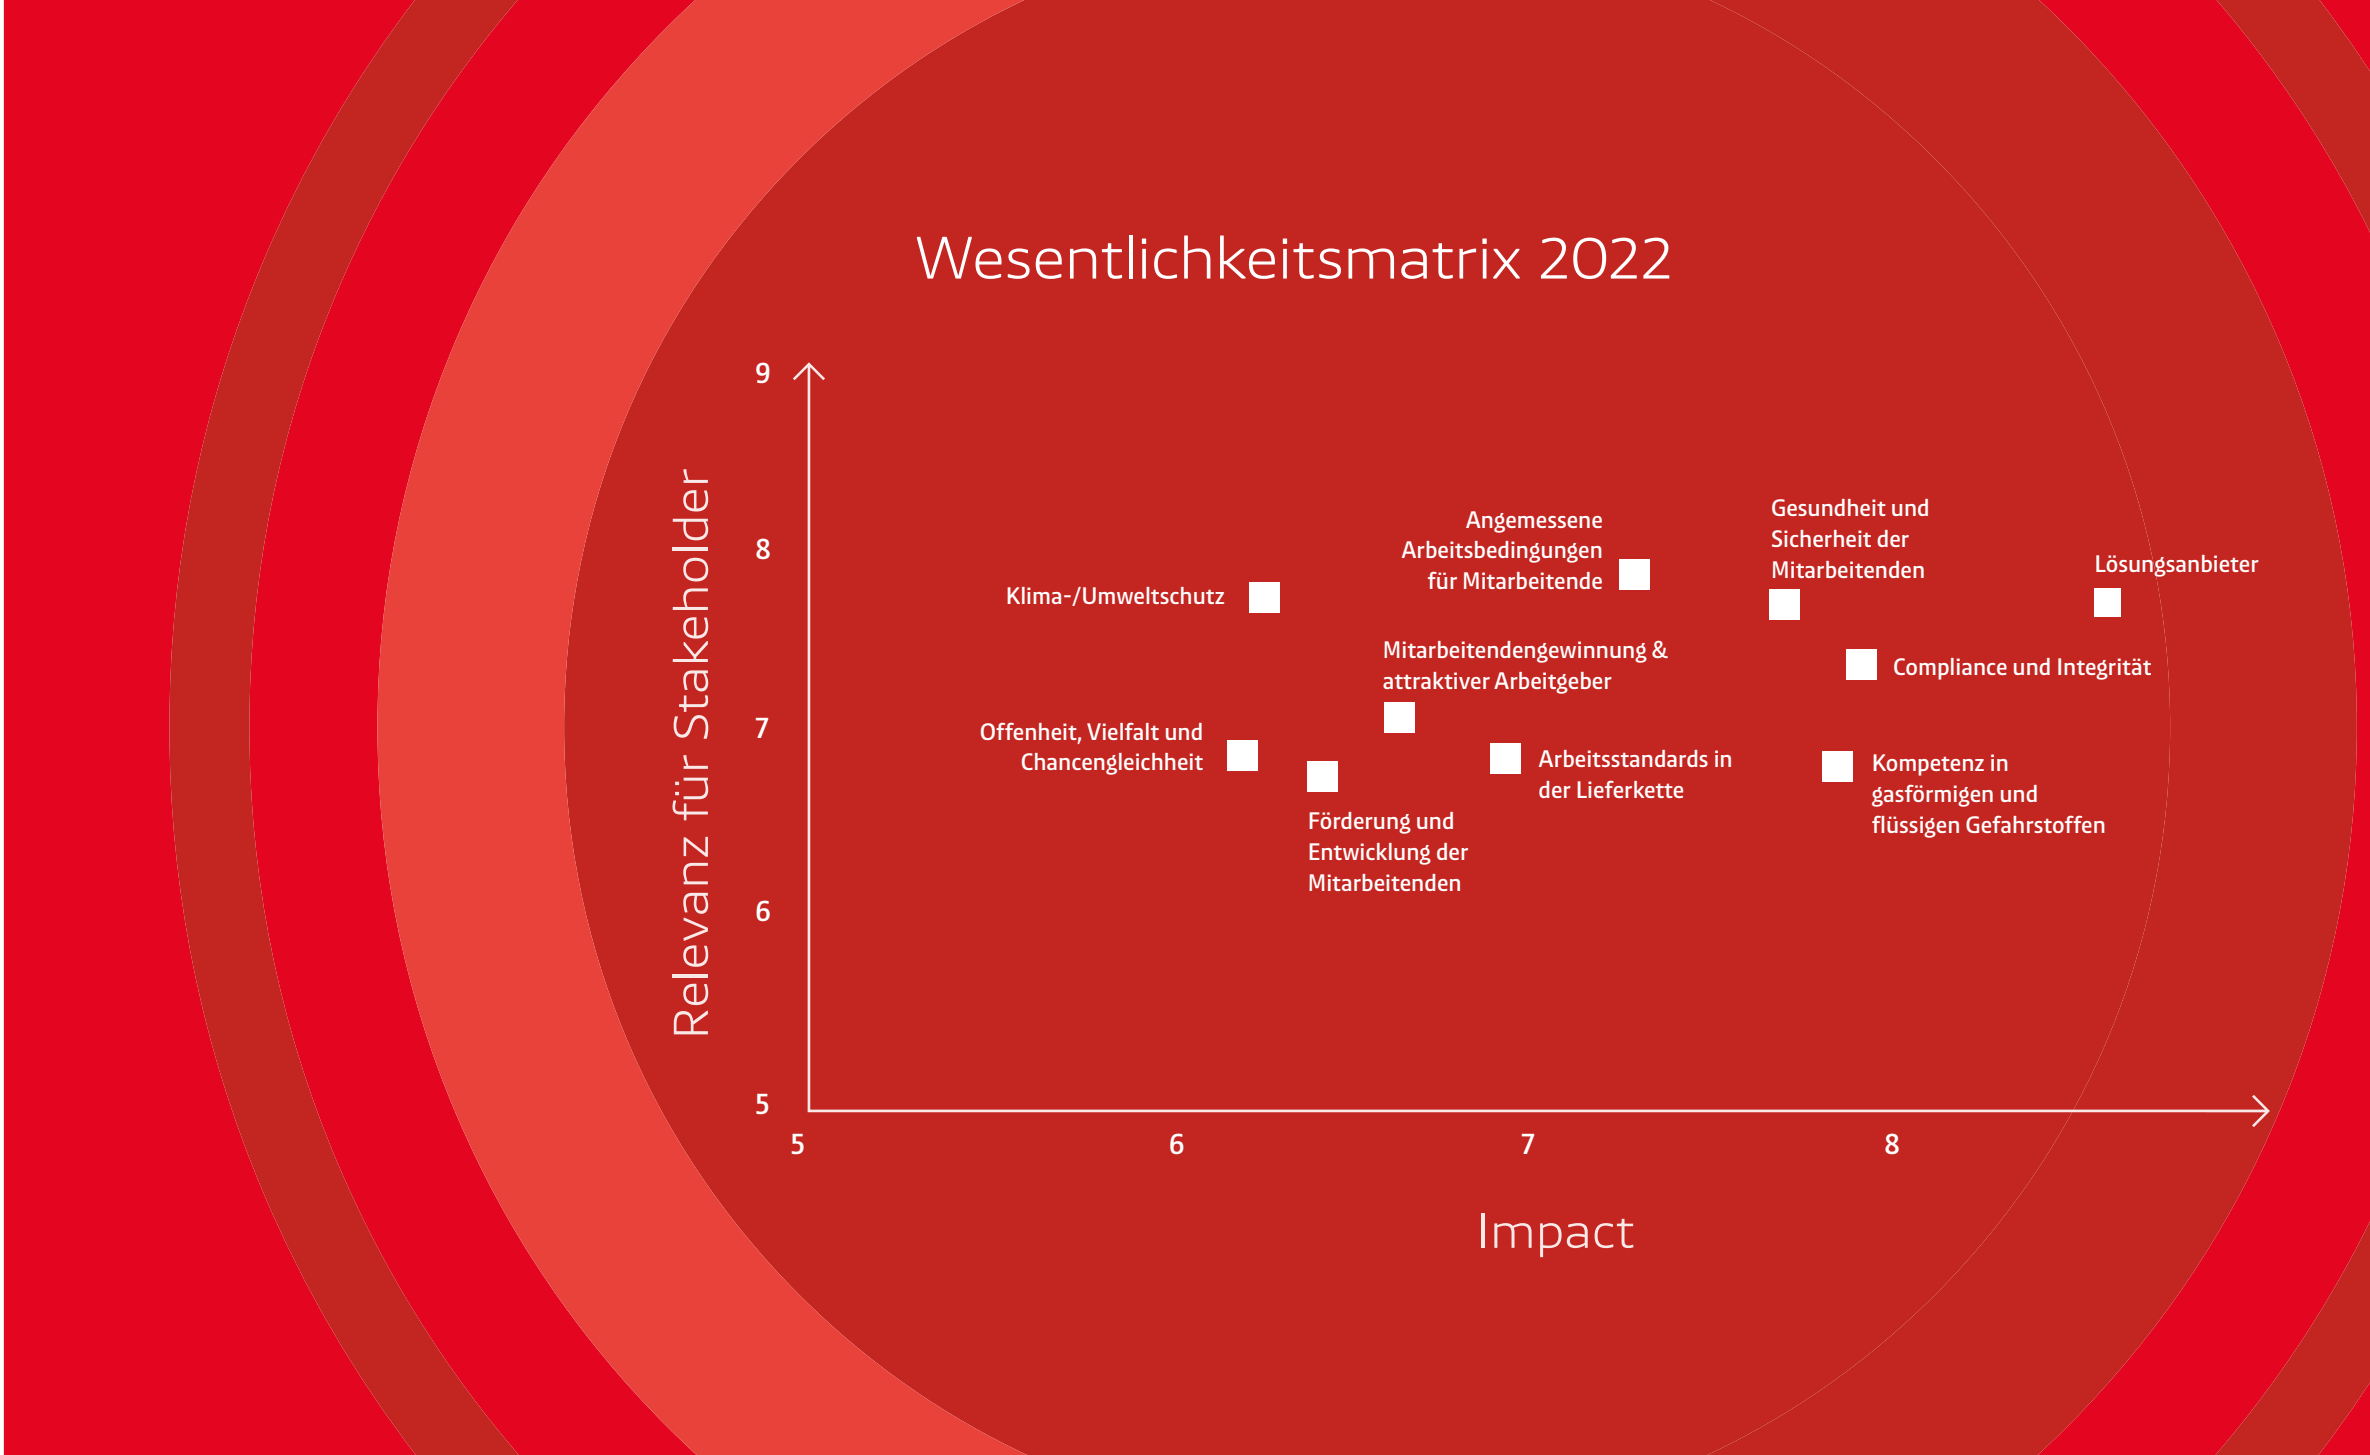 Wesentlichkeitsmatrix 2022
Relevanz für Stakeholder
9
8
7
6
5
Klima-/Umweltschutz
Angemessene
Arbeitsbedingungen
für Mitarbeitende
Gesundheit und
Sicherheit der
Mitarbeitenden
Lösungsanbieter
Mitarbeitendengewinnung &
attraktiver Arbeitgeber
Compliance und Integrität
Offenheit, Vielfalt und
Chancengleichheit
Förderung und
Entwicklung der
Mitarbeitenden
Arbeitsstandards in
der Lieferkette
Kompetenz in
gasförmigen und
flüssigen Gefahrstoffen
5
6
7
8
Impact